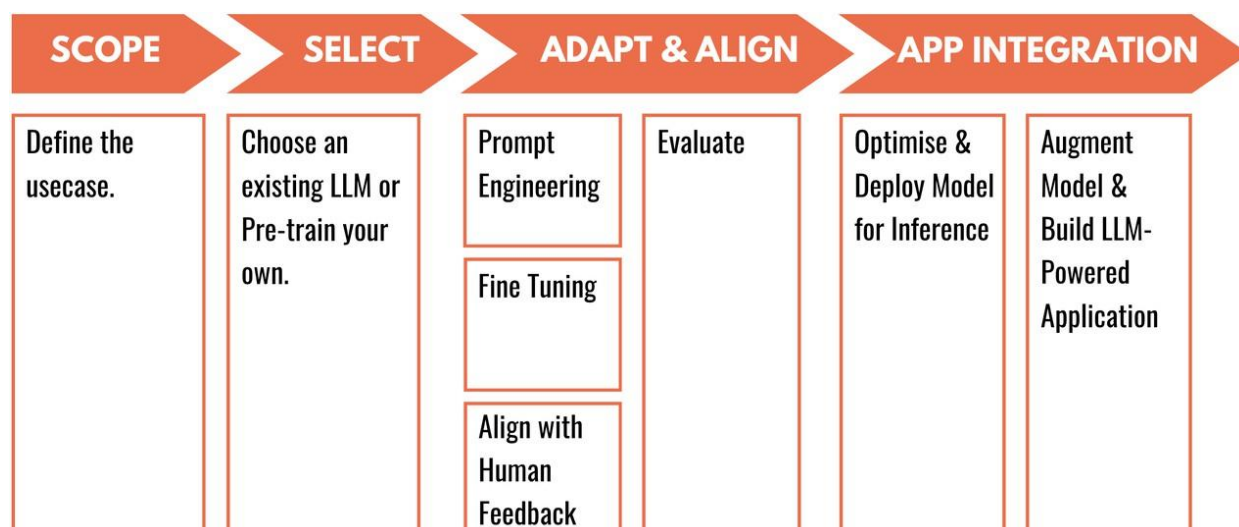 SCOPE
SELECT
ADAPT & ALIGN
APP INTEGRATION
Define the
usecase.
Choose an
existing LLM or
Pre-train your
own.
Prompt
Engineering
Fine Tuning
Align with
Human
Feedback
Evaluate
Optimise &
Deploy Model
for Inference
Augment
Model &
Build LLM-
Powered
Application